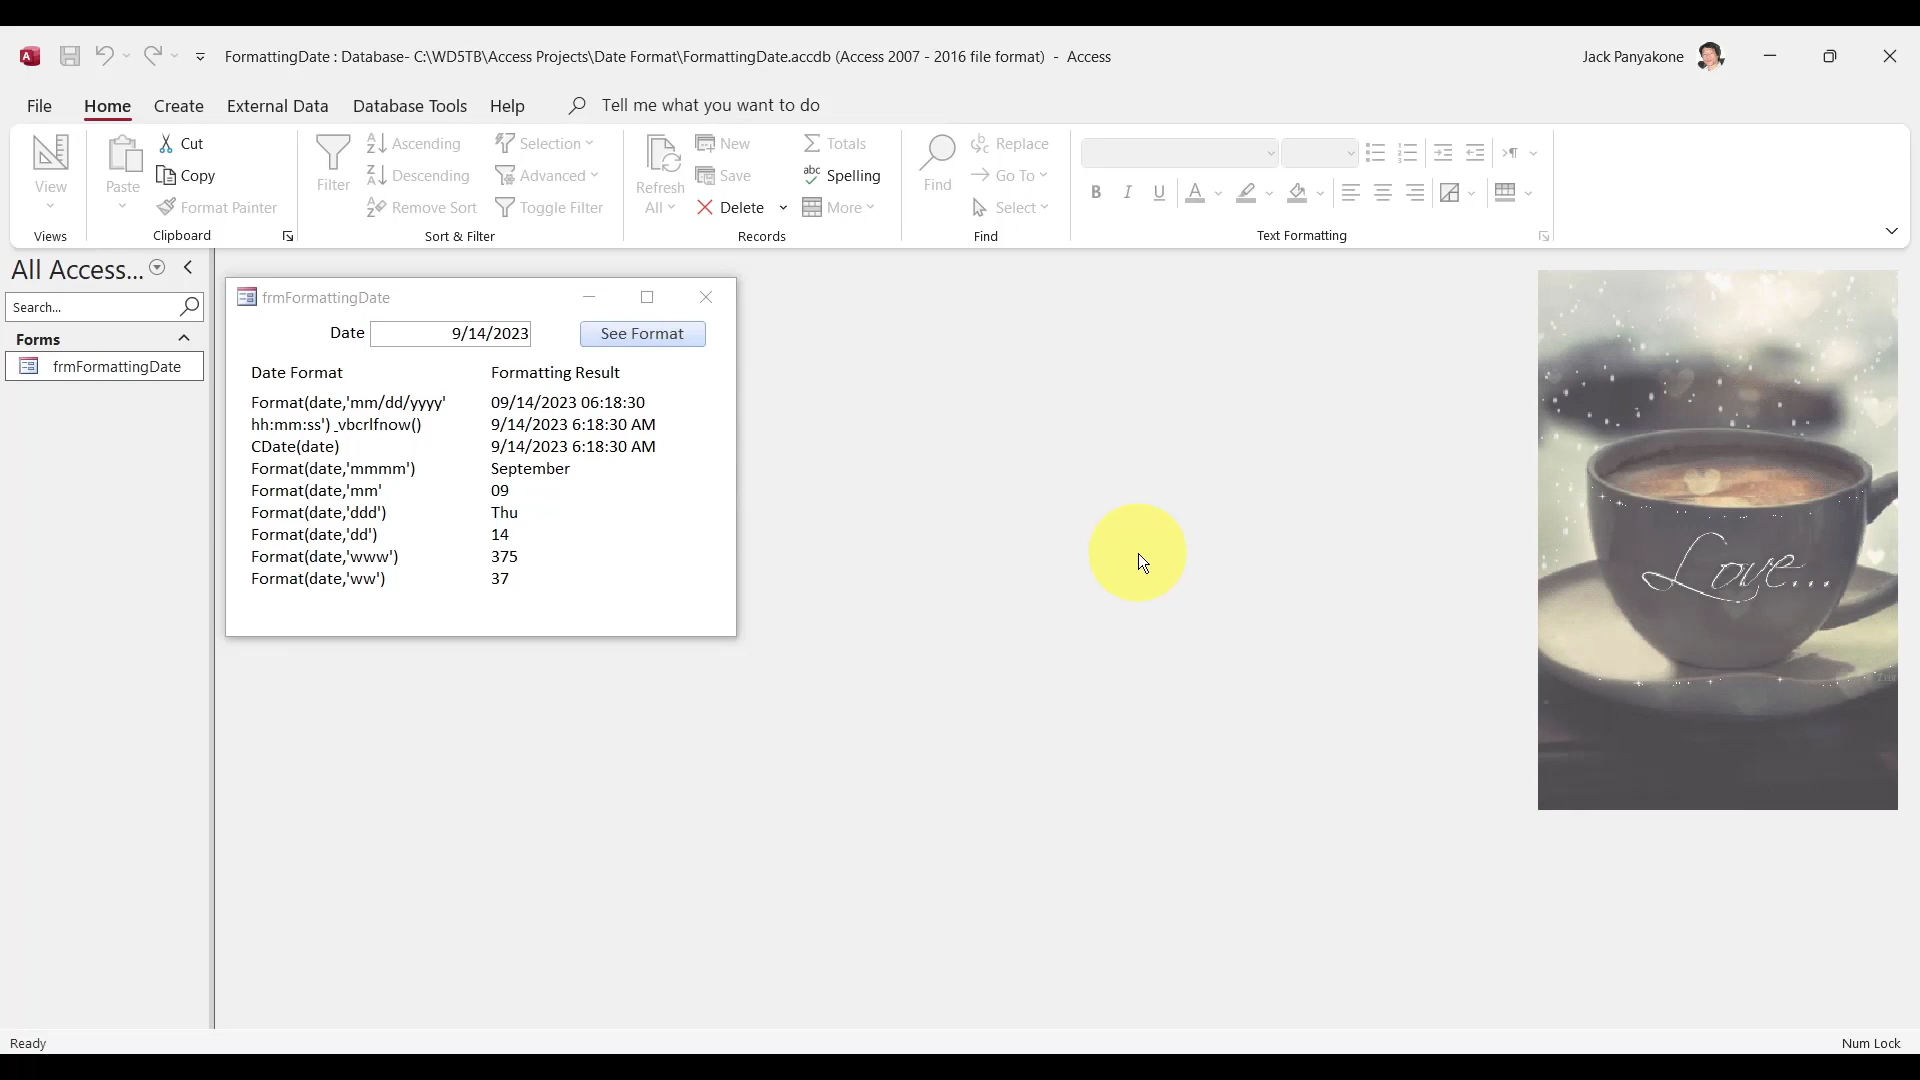 FormattingDate : Database- C:\WD5TB\Access Projects\Date Format\FormattingDate.accdb (Access 2007 - 2016 file format) - Access
Jack Panyakone
File Home Create External Data Database Tools Help Tell me what you want to do
View
Views
Paste
Cut
Copy
Format Painter
Clipboard
Filter
Ascending
Descending
Remove Sort
Selection
Advanced
Toggle Filter
Sort & Filter
Refresh
All
New
Save
Delete
Totals
Spelling
More
Records
Find
Replace
Go To
Select
Find
B I U A
Text Formatting
All Access...
Search...
Forms
frmFormattingDate
frmFormattingDate
Date 9/14/2023 See Format
Date Format Formatting Result
Format(date,'mm/dd/yyyy' 09/14/2023 06:18:30
hh:mm:ss') _vbcrlfnow() 9/14/2023 6:18:30 AM
CDate(date) 9/14/2023 6:18:30 AM
Format(date,'mmmm') September
Format(date,'mm' 09
Format(date,'ddd') Thu
Format(date,'dd') 14
Format(date,'www') 375
Format(date,'ww') 37
Love...
Ready
Num Lock